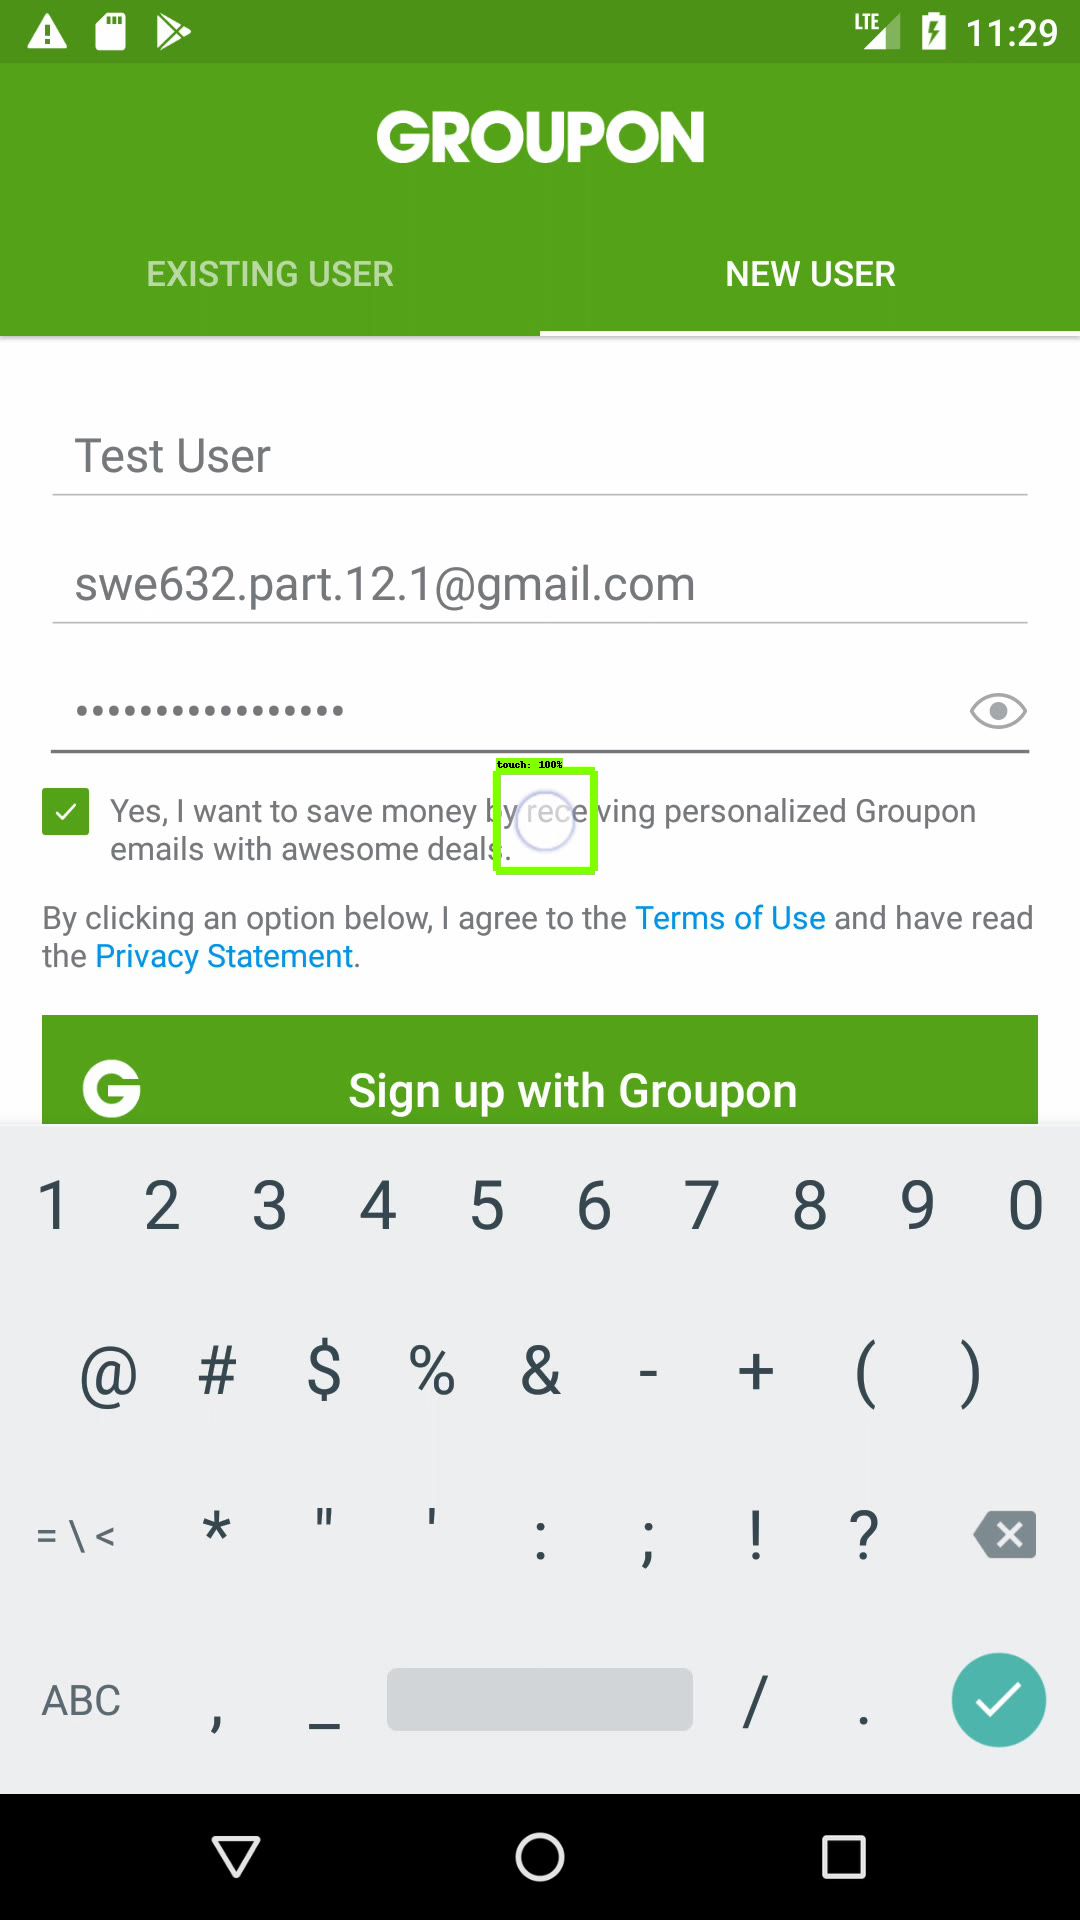 LTE 11:29
GROUPON
EXISTING USER NEW USER
Test User
swe632.part.12.1@gmail.com
•••••••••••••••••
touch: 100%
Yes, I want to save money by receiving personalized Groupon
emails with awesome deals.
By clicking an option below, I agree to the Terms of Use and have read
the Privacy Statement.
G Sign up with Groupon
1 2 3 4 5 6 7 8 9 0
@ # $ % & - + ( )
= \ < * " ' : ; ! ?
ABC , _ / .